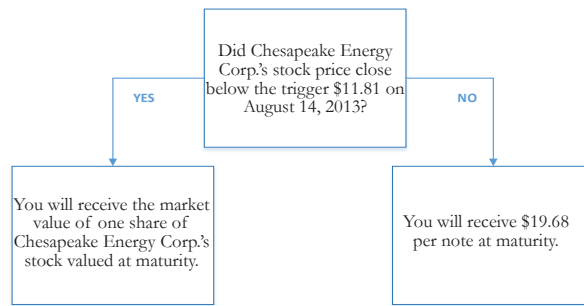 Did Chesapeake Energy
Corp.'s stock price close
below the trigger $11.81 on
August 14, 2013?
YES
NO
You will receive the market
value of one share of
Chesapeake Energy Corp.'s
stock valued at maturity.
You will receive $19.68
per note at maturity.